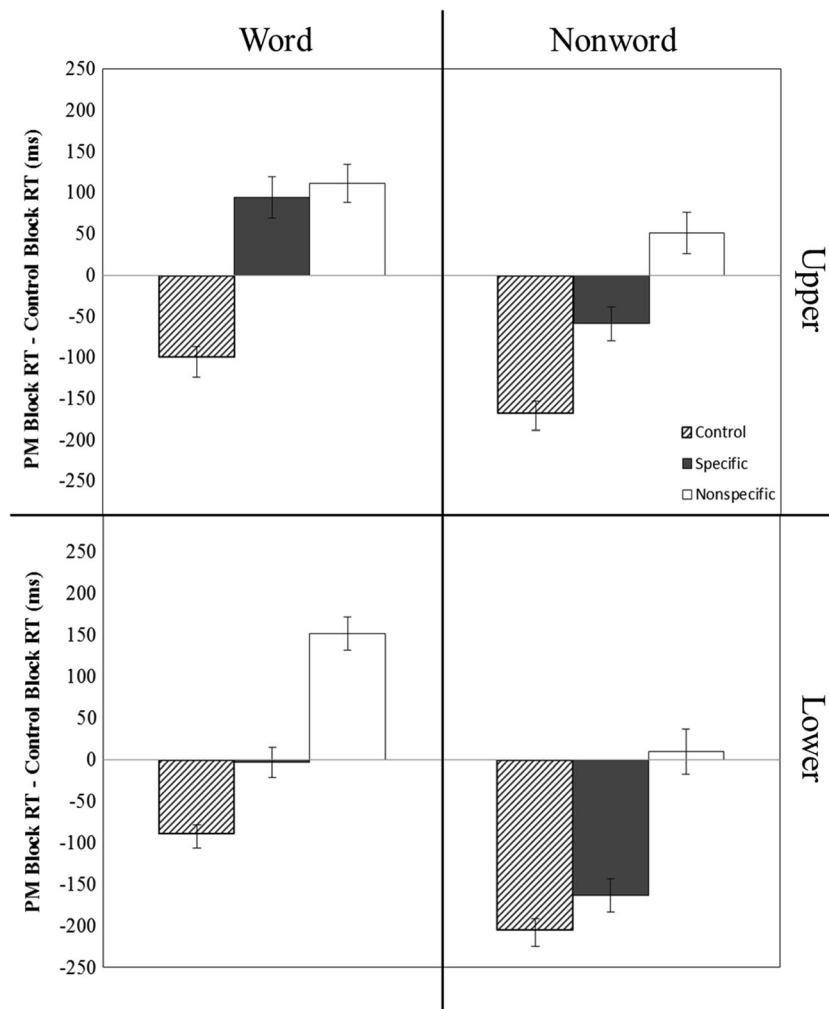 Word
Nonword
PM Block RT - Control Block RT (ms)
250
200
150
100
50
0
-50
-100
-150
-200
-250
Control
Specific
Nonspecific
Upper
PM Block RT - Control Block RT (ms)
250
200
150
100
50
0
-50
-100
-150
-200
-250
Lower